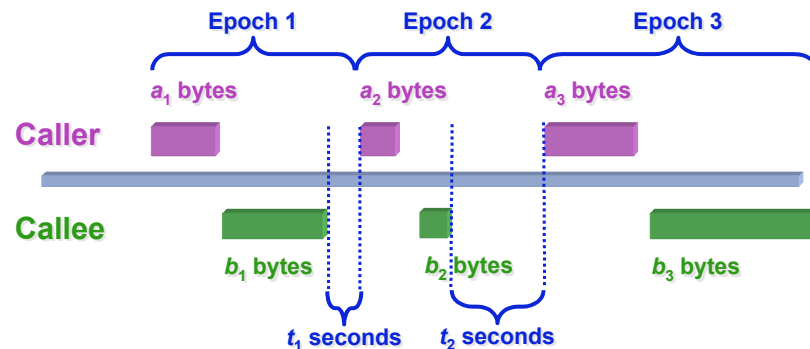 Epoch 1 Epoch 2 Epoch 3
a₁ bytes a₂ bytes a₃ bytes
Caller
Callee
b₁ bytes b₂ bytes b₃ bytes
t₁ seconds t₂ seconds